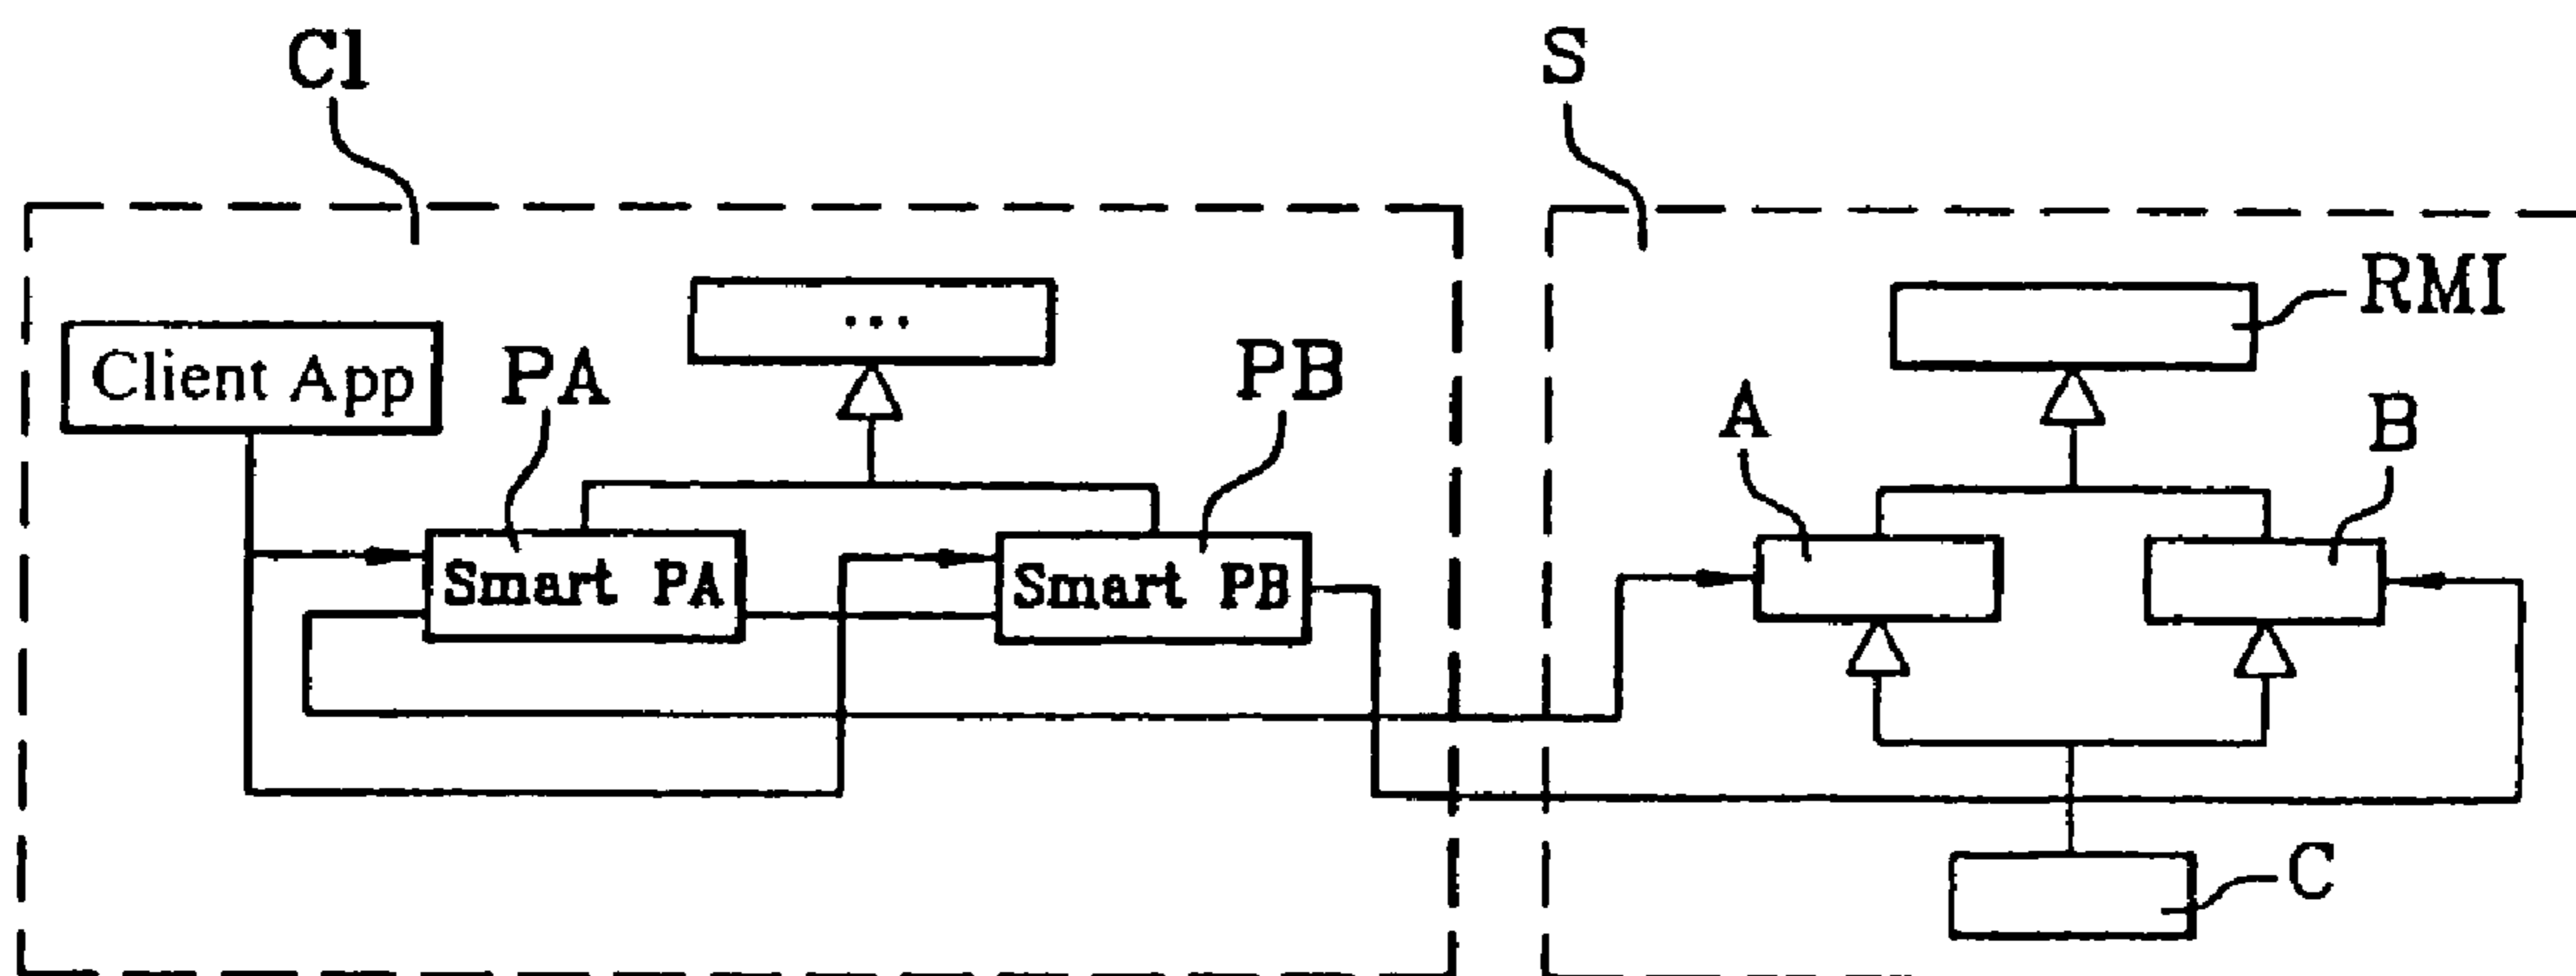 Cl
S
...
RMI
Client App
PA
PB
A
B
Smart PA
Smart PB
C